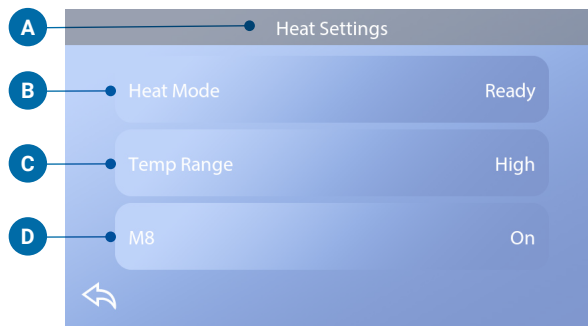 A
Heat Settings
B
Heat Mode Ready
C
Temp Range High
D
M8 On